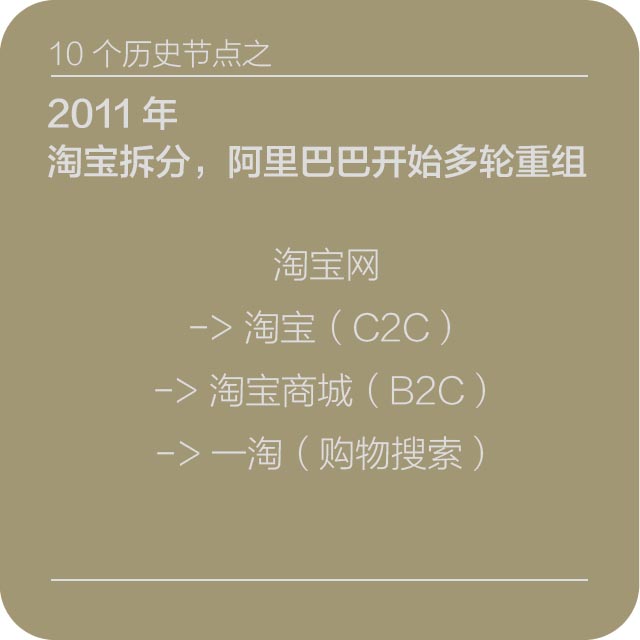 10 个历史节点之
2011 年
淘宝拆分，阿里巴巴开始多轮重组
淘宝网
-> 淘宝（C2C）
-> 淘宝商城（B2C）
-> 一淘（购物搜索）